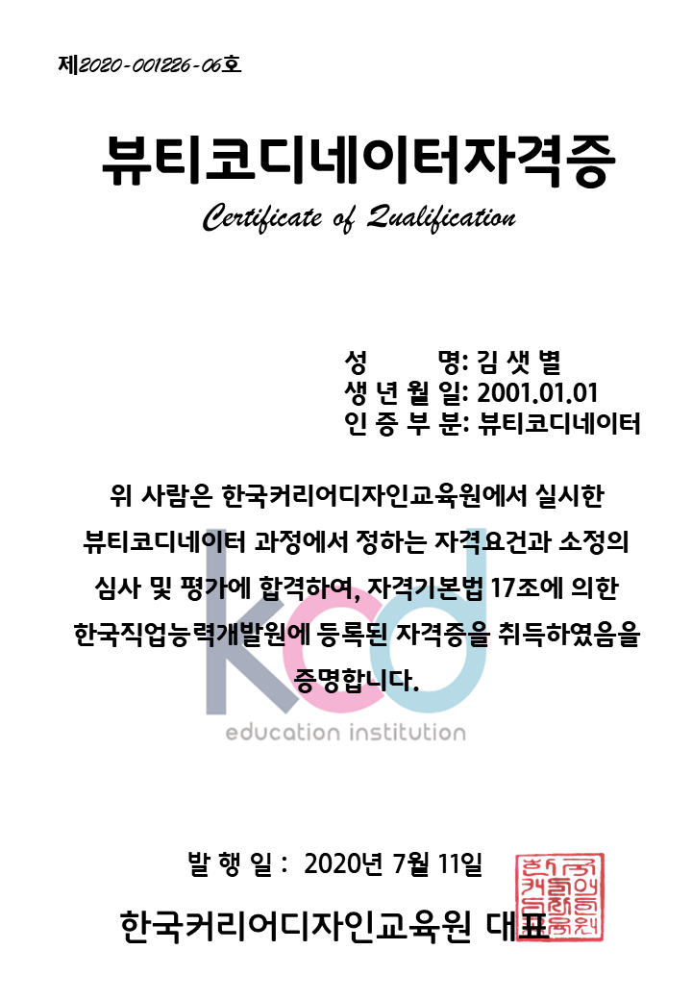 제2020-001226-06호
뷰티코디네이터자격증
Certificate of Qualification
성 명: 김 샛 별
생 년 월 일: 2001.01.01
인 증 부 분: 뷰티코디네이터
위 사람은 한국커리어디자인교육원에서 실시한
뷰티코디네이터 과정에서 정하는 자격요건과 소정의
심사 및 평가에 합격하여, 자격기본법 17조에 의한
한국직업능력개발원에 등록된 자격증을 취득하였음을
증명합니다.
kcd
education institution
발 행 일 : 2020년 7월 11일
한국커리어디자인교육원 대표